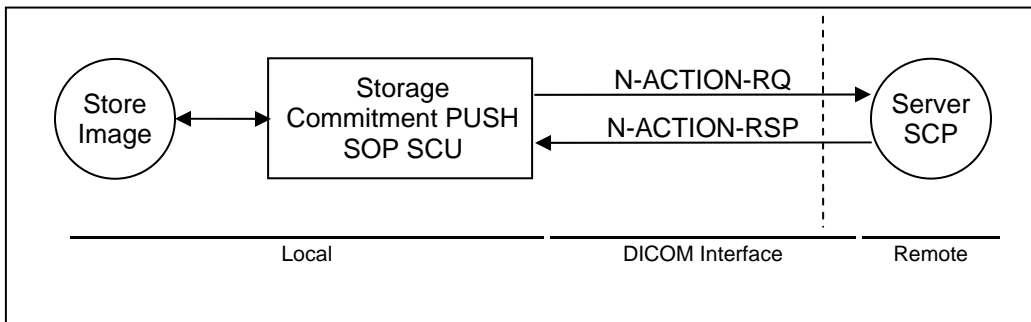 Store
Image
Storage
Commitment PUSH
SOP SCU
N-ACTION-RQ
N-ACTION-RSP
Server
SCP
Local
DICOM Interface
Remote